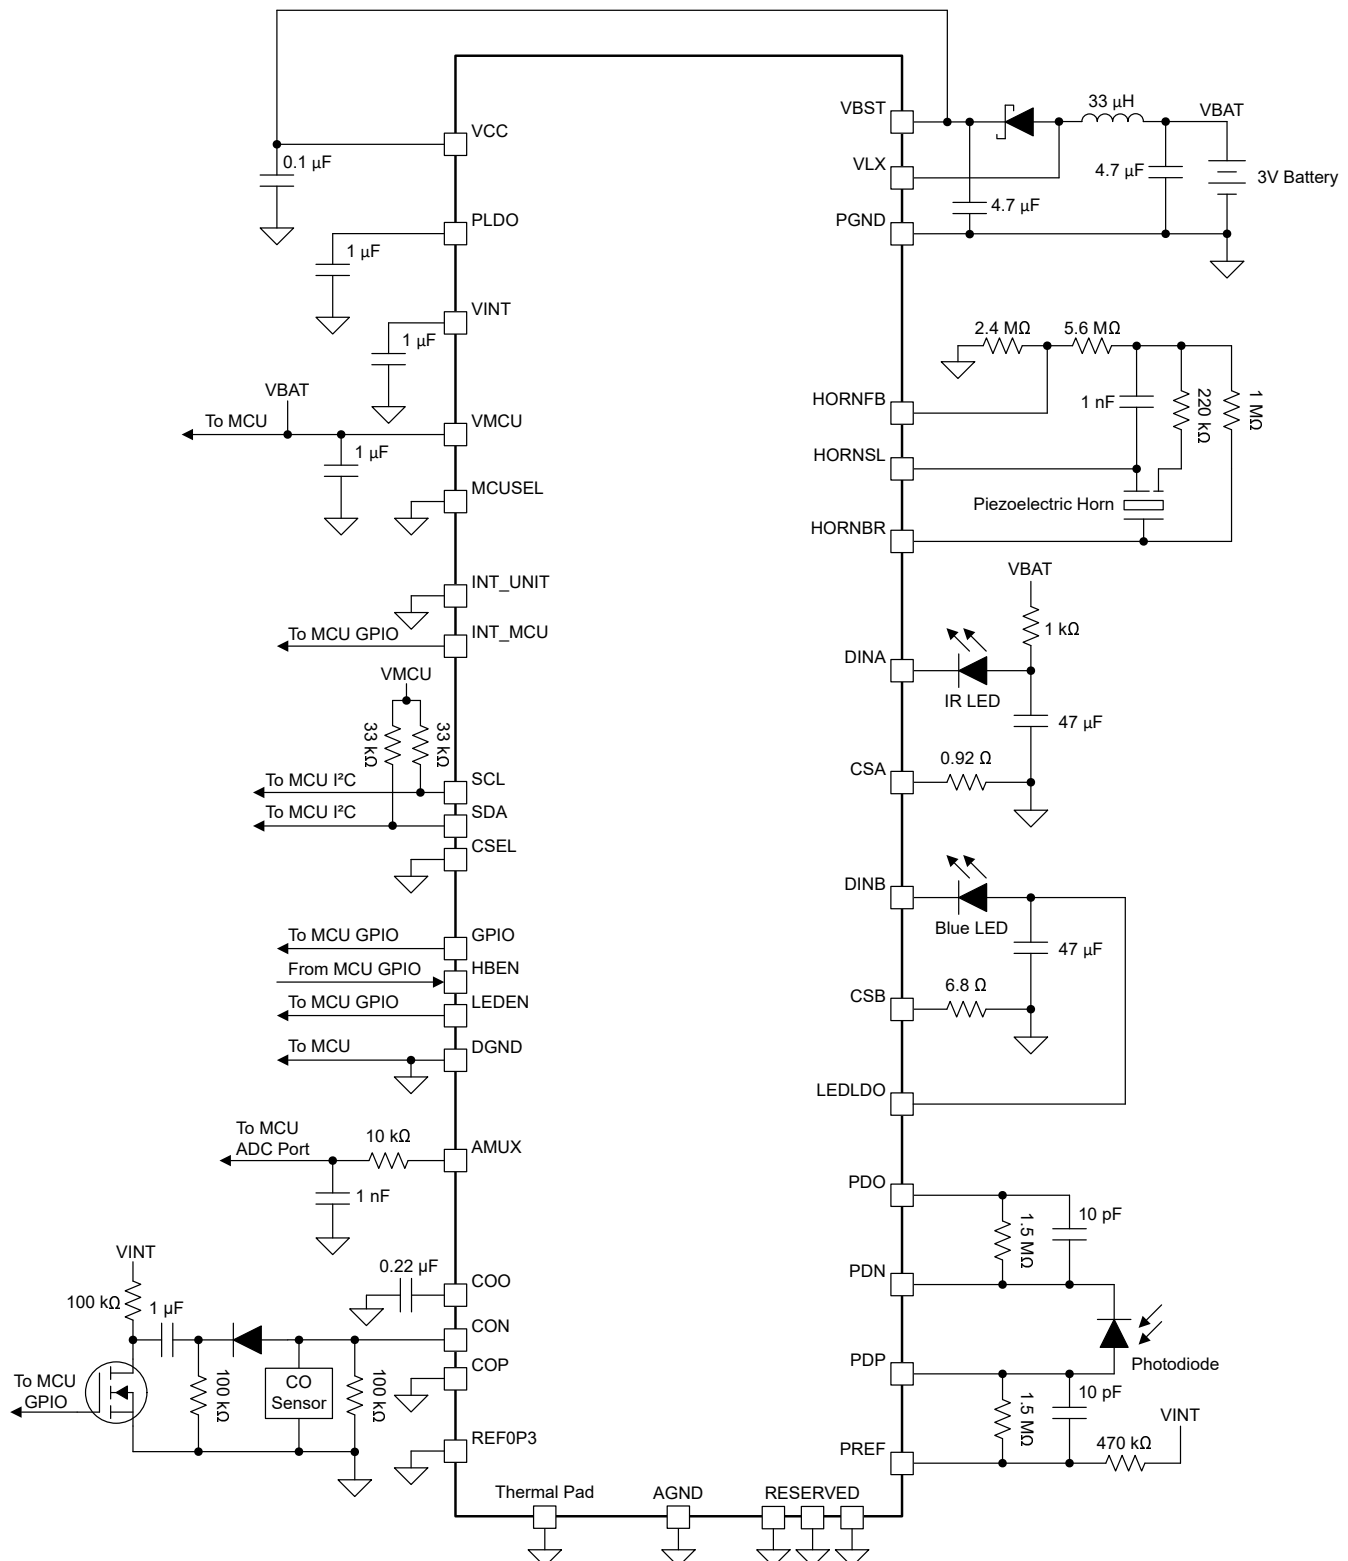 VCC
0.1 µF
PLDO
1 µF
VINT
1 µF
VBAT
To MCU
VMCU
1 µF
MCUSEL
INT_UNIT
To MCU GPIO
INT_MCU
VMCU
33 kΩ
33 kΩ
To MCU I²C
SCL
To MCU I²C
SDA
CSEL
To MCU GPIO
GPIO
From MCU GPIO
HBEN
To MCU GPIO
LEDEN
To MCU
DGND
To MCU
ADC Port
10 kΩ
AMUX
1 nF
VINT
0.22 µF
COO
100 kΩ
1 µF
CON
COP
To MCU
GPIO
100 kΩ
CO
Sensor
100 kΩ
REF0P3
Thermal Pad
AGND
RESERVED
VBST
33 µH
VBAT
VLX
4.7 µF
3V Battery
4.7 µF
PGND
2.4 MΩ
5.6 MΩ
HORNFB
1 nF
220 kΩ
1 MΩ
HORNSL
Piezoelectric Horn
HORNBR
VBAT
1 kΩ
DINA
IR LED
47 µF
0.92 Ω
CSA
DINB
Blue LED
47 µF
6.8 Ω
CSB
LEDLDO
PDO
1.5 MΩ
10 pF
PDN
Photodiode
PDP
1.5 MΩ
10 pF
VINT
470 kΩ
PREF